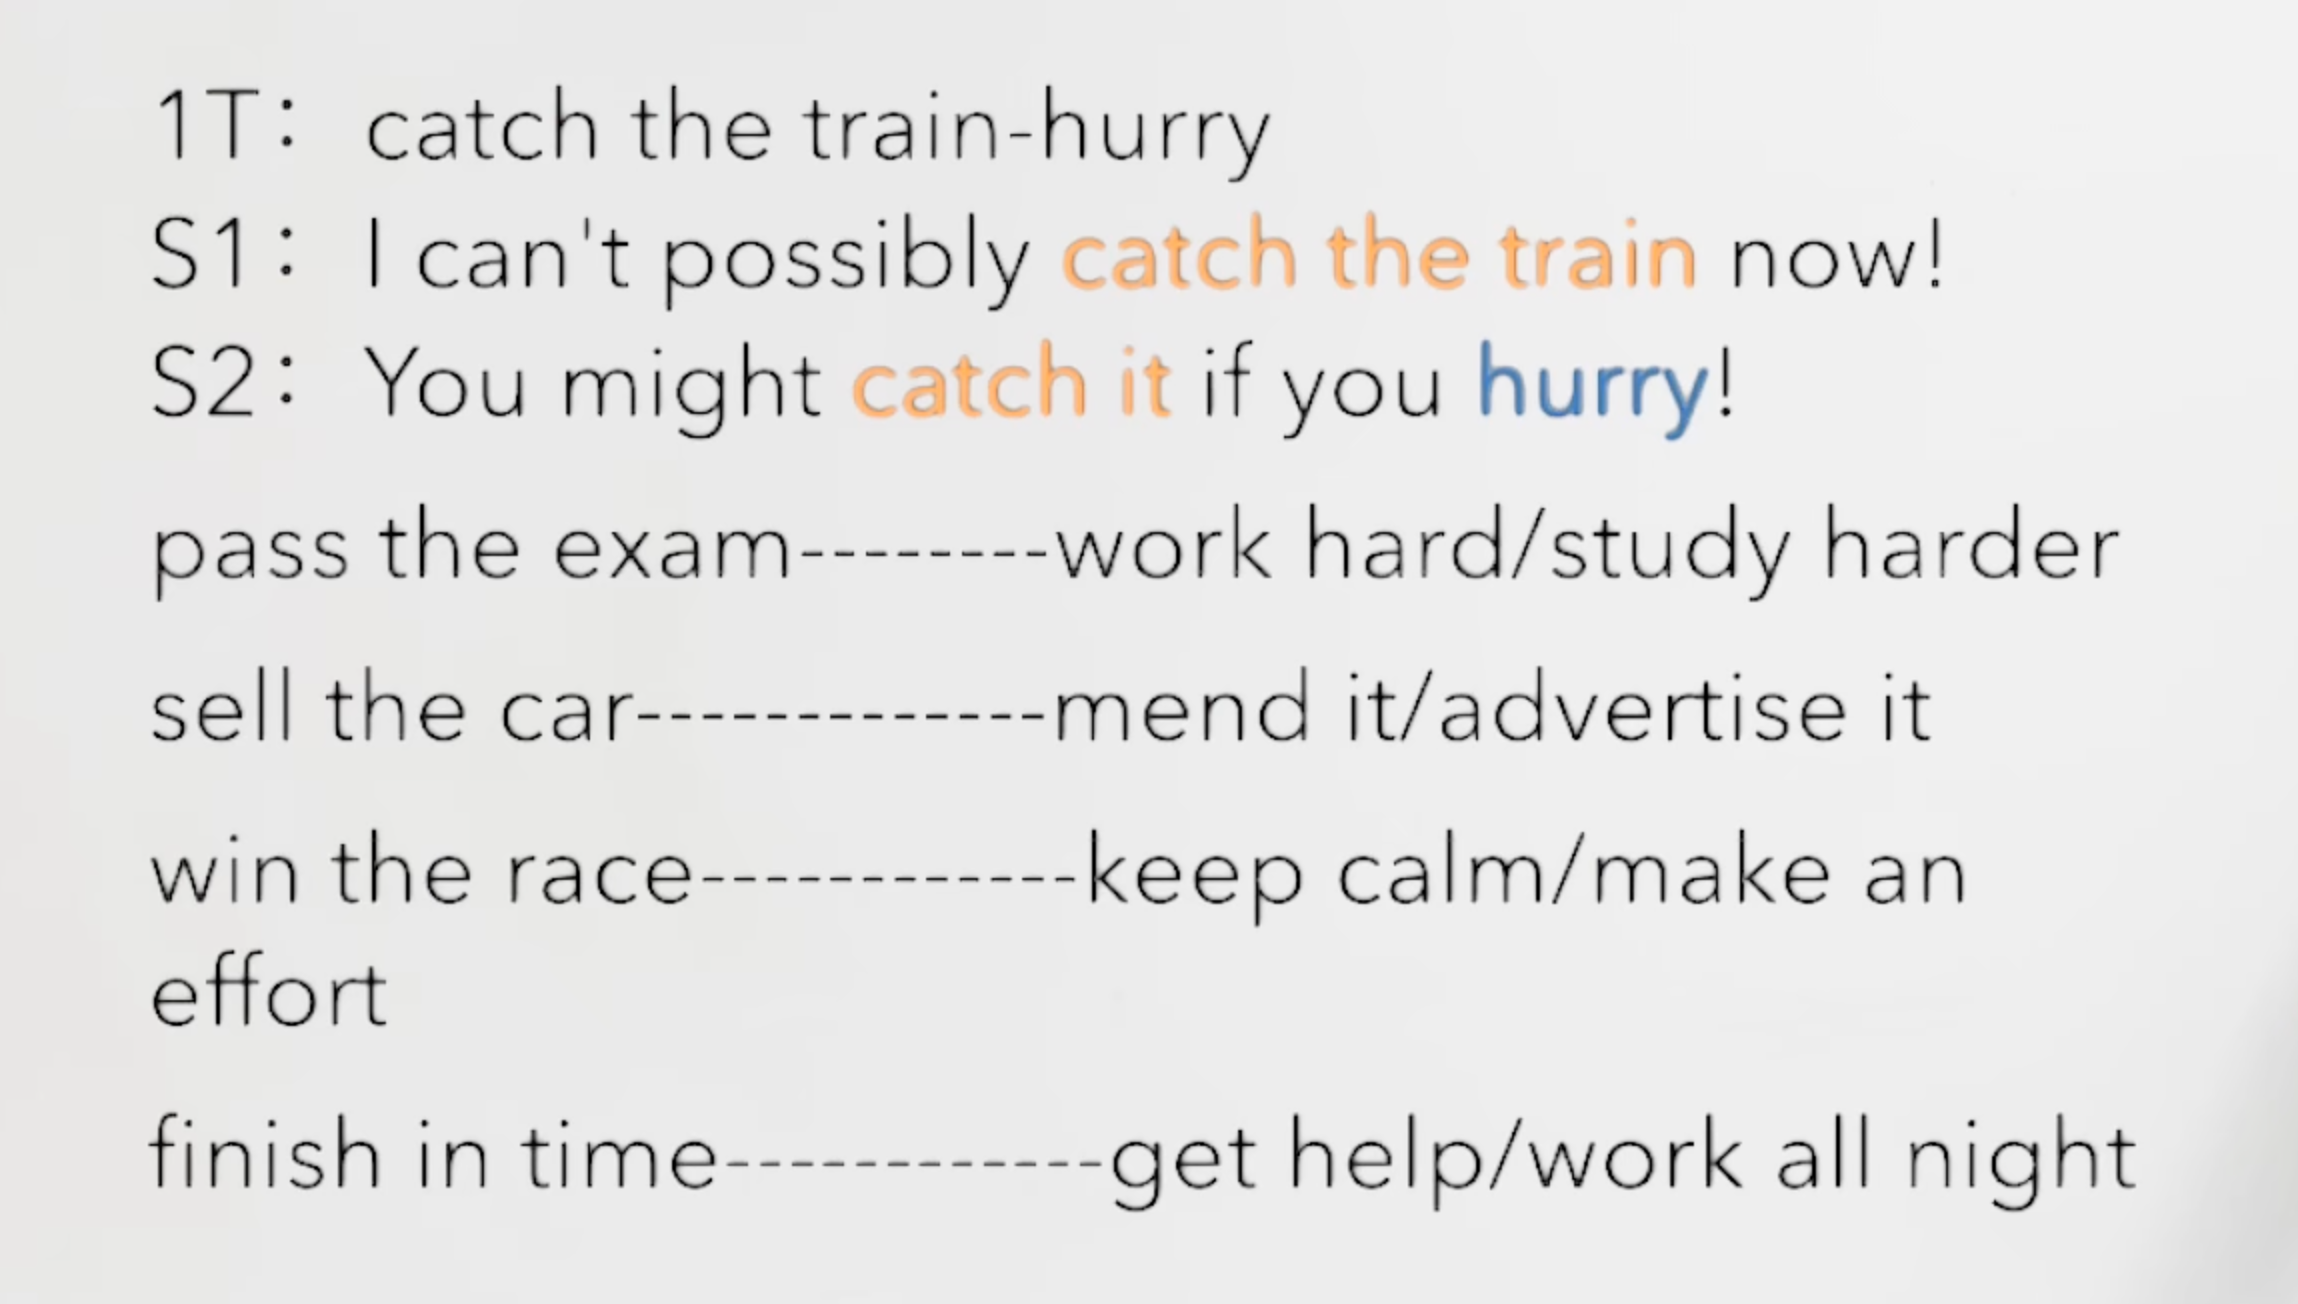 1T: catch the train-hurry
S1: I can't possibly catch the train now!
S2: You might catch it if you hurry!
pass the exam--------work hard/study harder
sell the car-------------mend it/advertise it
win the race------------keep calm/make an
effort
finish in time------------get help/work all night